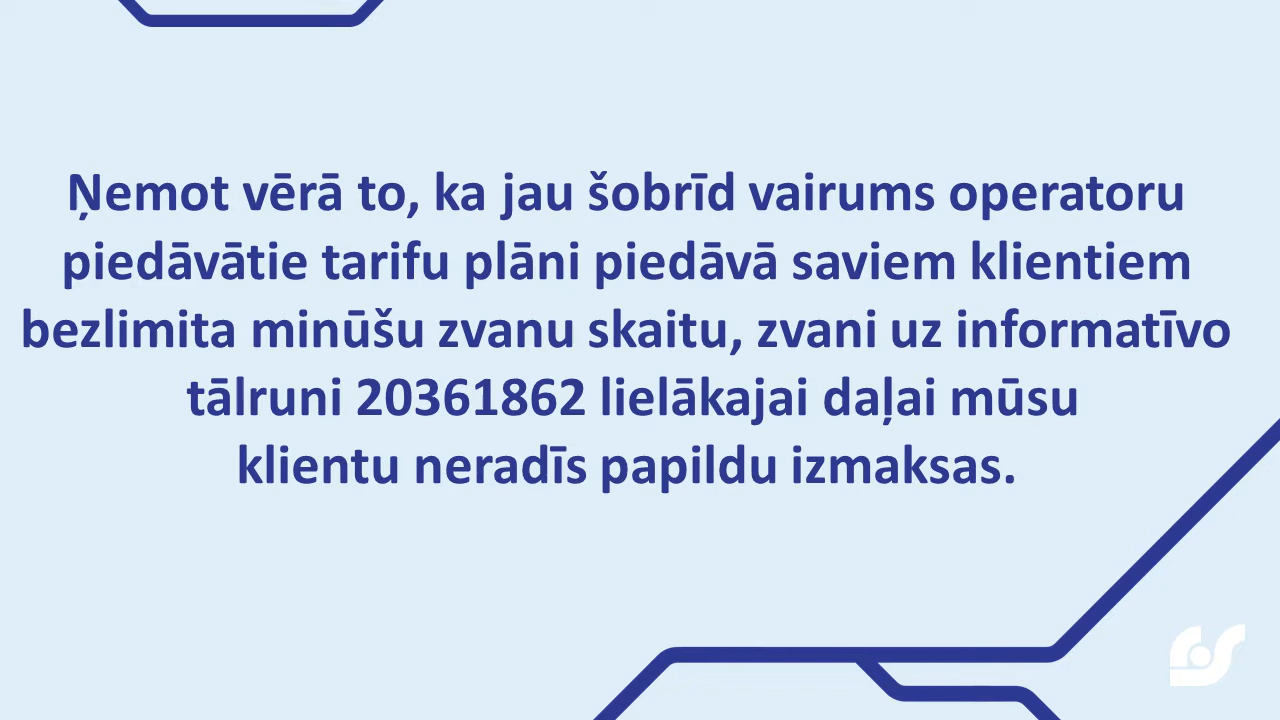 Ņemot vērā to, ka jau šobrīd vairums operatoru
piedāvātie tarifu plāni piedāvā saviem klientiem
bezlimita minūšu zvanu skaitu, zvani uz informatīvo
tālruni 20361862 lielākajai daļai mūsu
klientu neradīs papildu izmaksas.